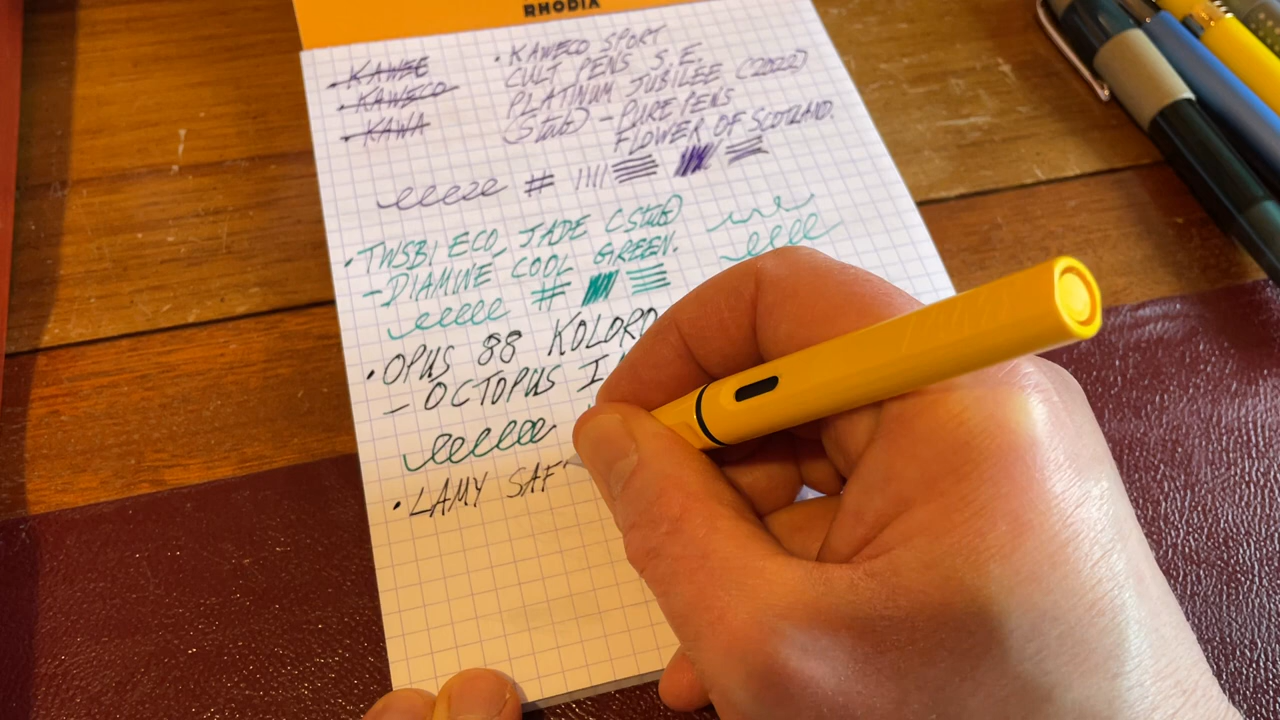 RHODIA
KAWEE
KAWECO
KAWA
• KAWECO SPORT
CULT PENS S.E.
PLATINUM JUBILEE (2022)
(Stub) - PURE PENS
FLOWER OF SCOTLAND.
#
• TWSBI ECO JADE (Stub)
- DIAMINE COOL GREEN.
#
• OPUS 88 KOLORO
- OCTOPUS I
• LAMY SAF